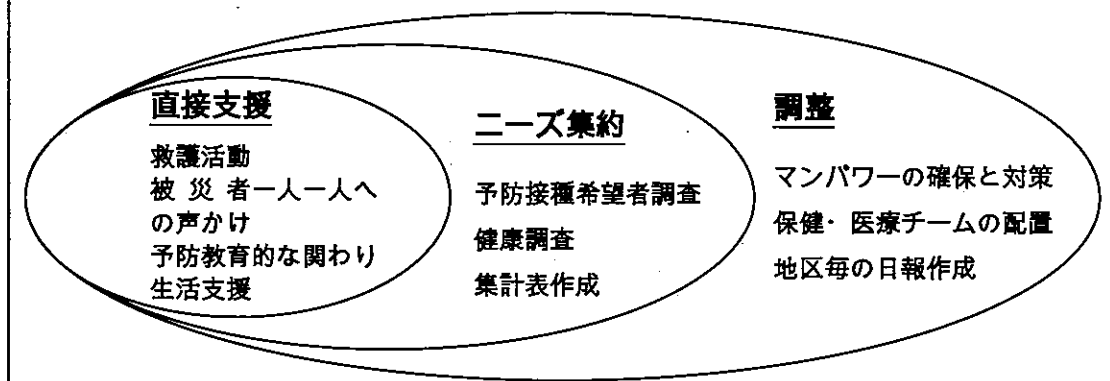 直接支援
救護活動
被災者一人一人へ
の声かけ
予防教育的な関わり
生活支援
ニーズ集約
予防接種希望者調査
健康調査
集計表作成
調整
マンパワーの確保と対策
保健・医療チームの配置
地区毎の日報作成